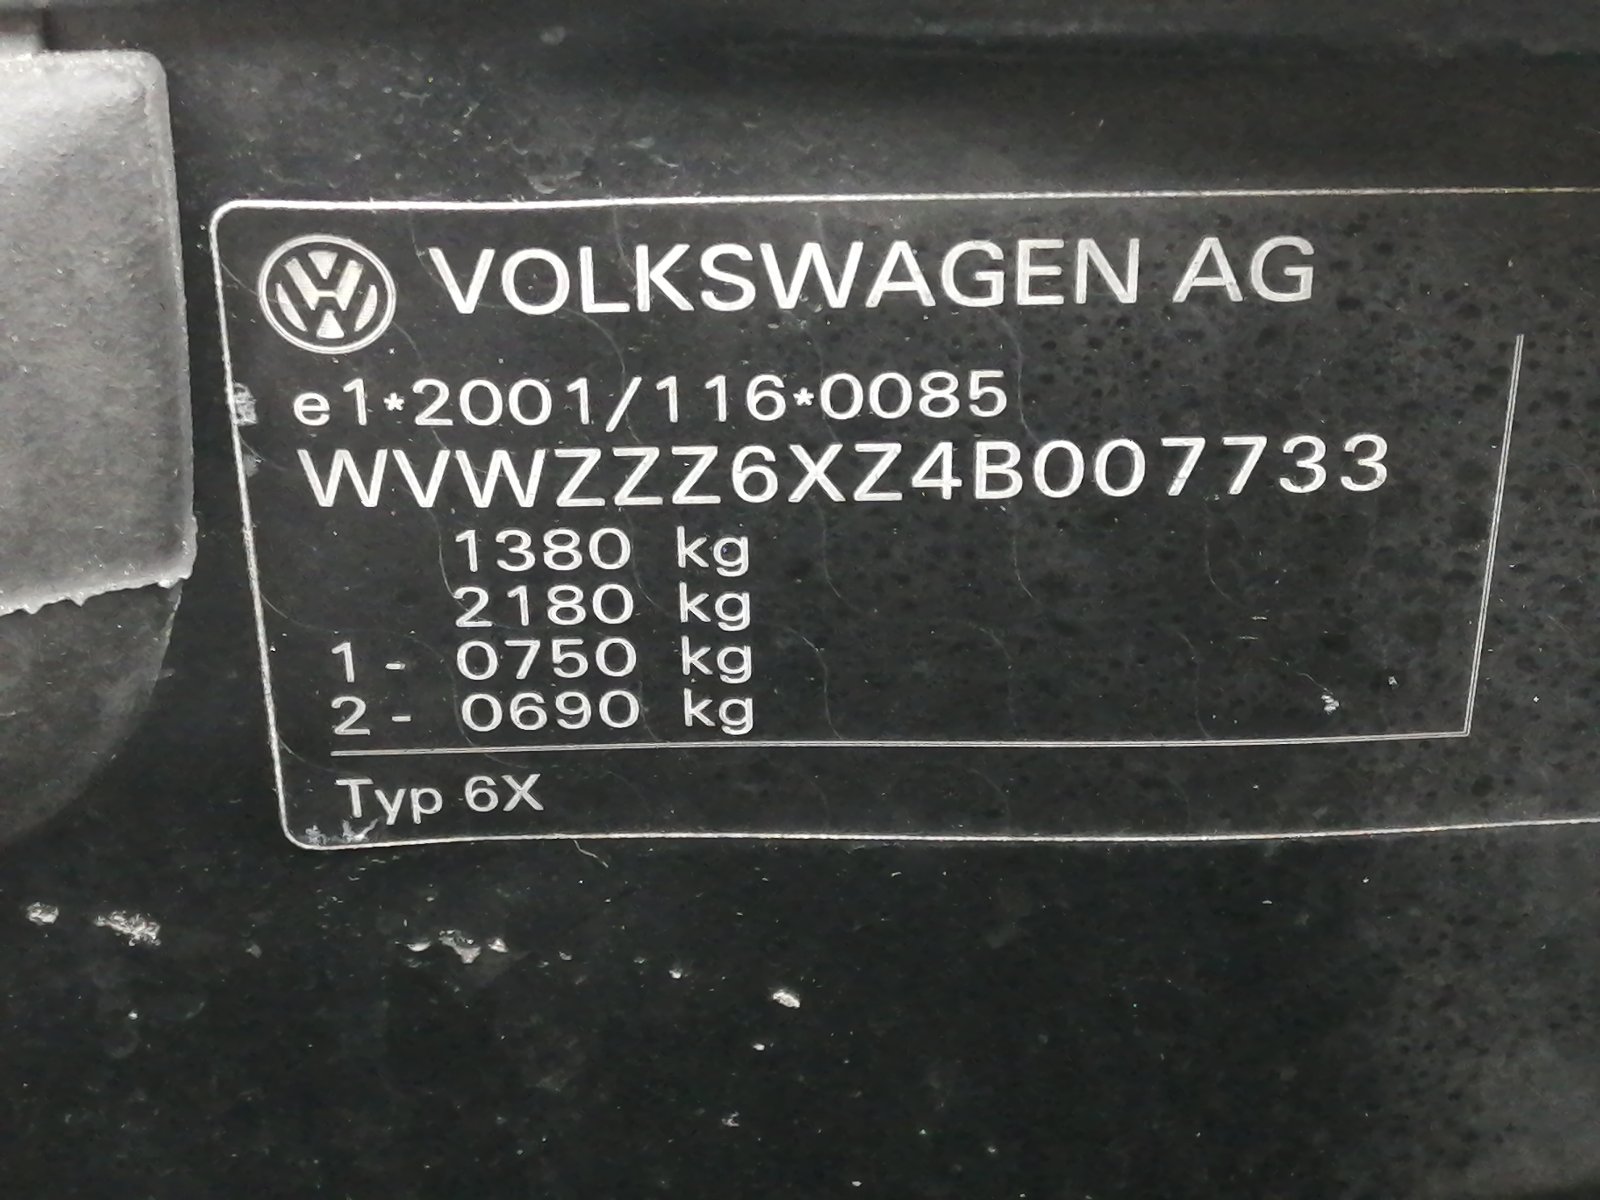 VOLKSWAGEN AG
e1*2001/116*0085
WVWZZZ6XZ4B007733
1380 kg
2180 kg
1 - 0750 kg
2 - 0690 kg
Typ 6X